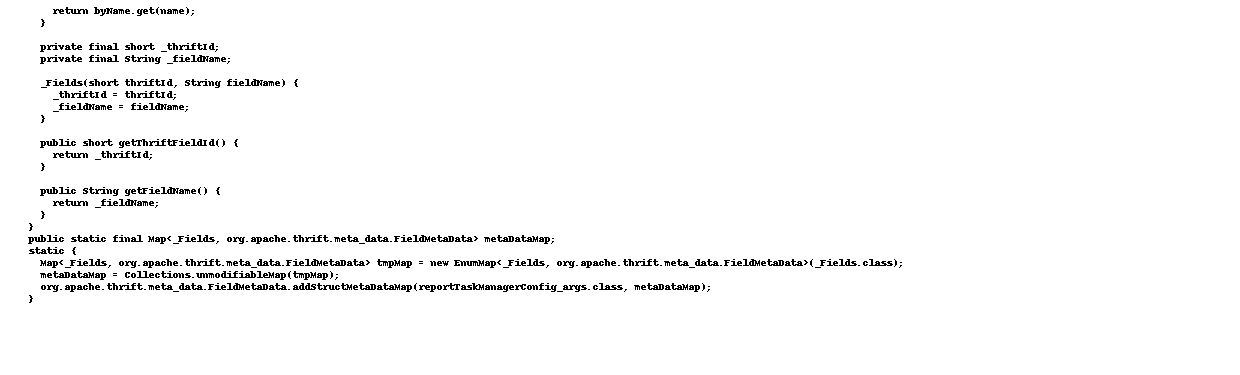 return byName.get(name);
}
private final short _thriftId;
private final String _fieldName;
_Fields(short thriftId, String fieldName) {
_thriftId = thriftId;
_fieldName = fieldName;
}
public short getThriftFieldId() {
return _thriftId;
}
public String getFieldName() {
return _fieldName;
}
}
public static final Map<_Fields, org.apache.thrift.meta_data.FieldMetaData> metaDataMap;
static {
Map<_Fields, org.apache.thrift.meta_data.FieldMetaData> tmpMap = new EnumMap<_Fields, org.apache.thrift.meta_data.FieldMetaData>(_Fields.class);
metaDataMap = Collections.unmodifiableMap(tmpMap);
org.apache.thrift.meta_data.FieldMetaData.addStructMetaDataMap(reportTaskManagerConfig_args.class, metaDataMap);
}